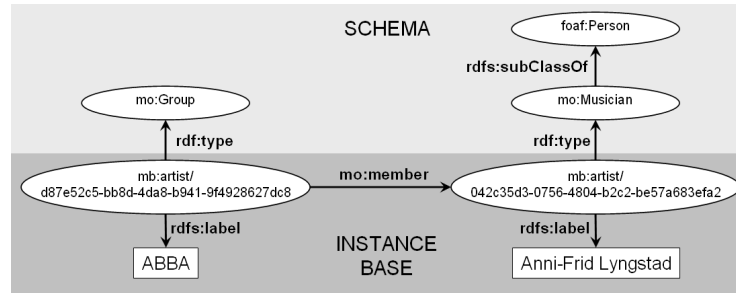 SCHEMA
foaf:Person
rdfs:subClassOf
mo:Group
mo:Musician
rdf:type
rdf:type
mb:artist/
d87e52c5-bb8d-4da8-b941-9f4928627dc8
mo:member
mb:artist/
042c35d3-0756-4804-b2c2-be57a683efa2
rdfs:label
rdfs:label
INSTANCE
BASE
ABBA
Anni-Frid Lyngstad